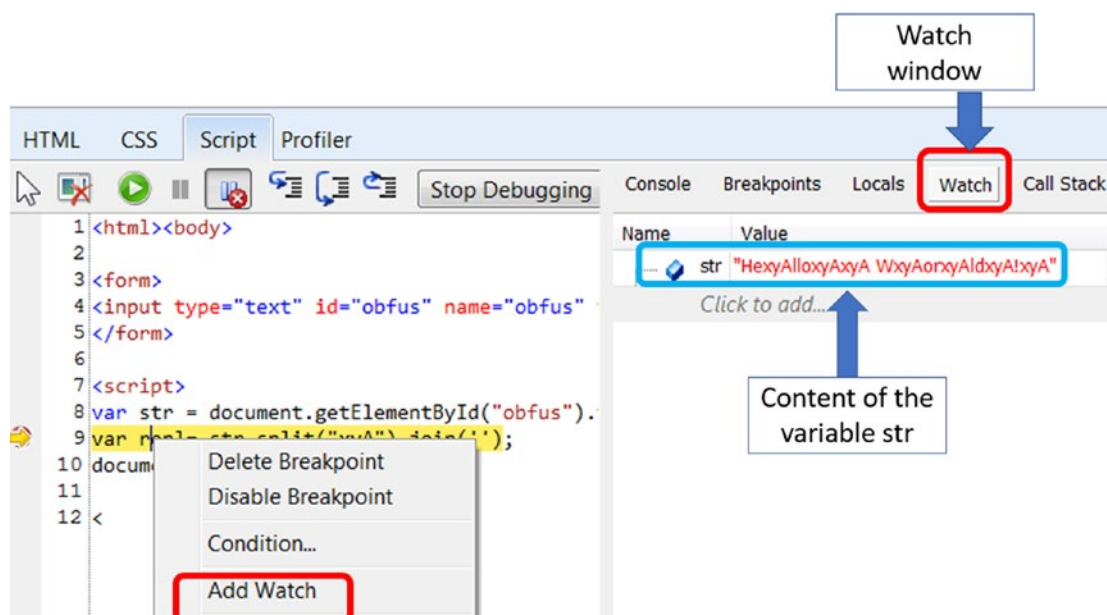 Watch
window
HTML CSS Script Profiler
Stop Debugging
Console Breakpoints Locals Watch Call Stack
1 <html><body>
2
3 <form>
4 <input type="text" id="obfus" name="obfus"
5 </form>
6
7 <script>
8 var str = document.getElementById("obfus").
9 var repl= str.split("xyA").join('');
10 docum
11
12 <
Delete Breakpoint
Disable Breakpoint
Condition...
Add Watch
Name Value
str "HexyAlloxyAxyA WxyAorxyAldxyA!xyA"
Click to add...
Content of the
variable str